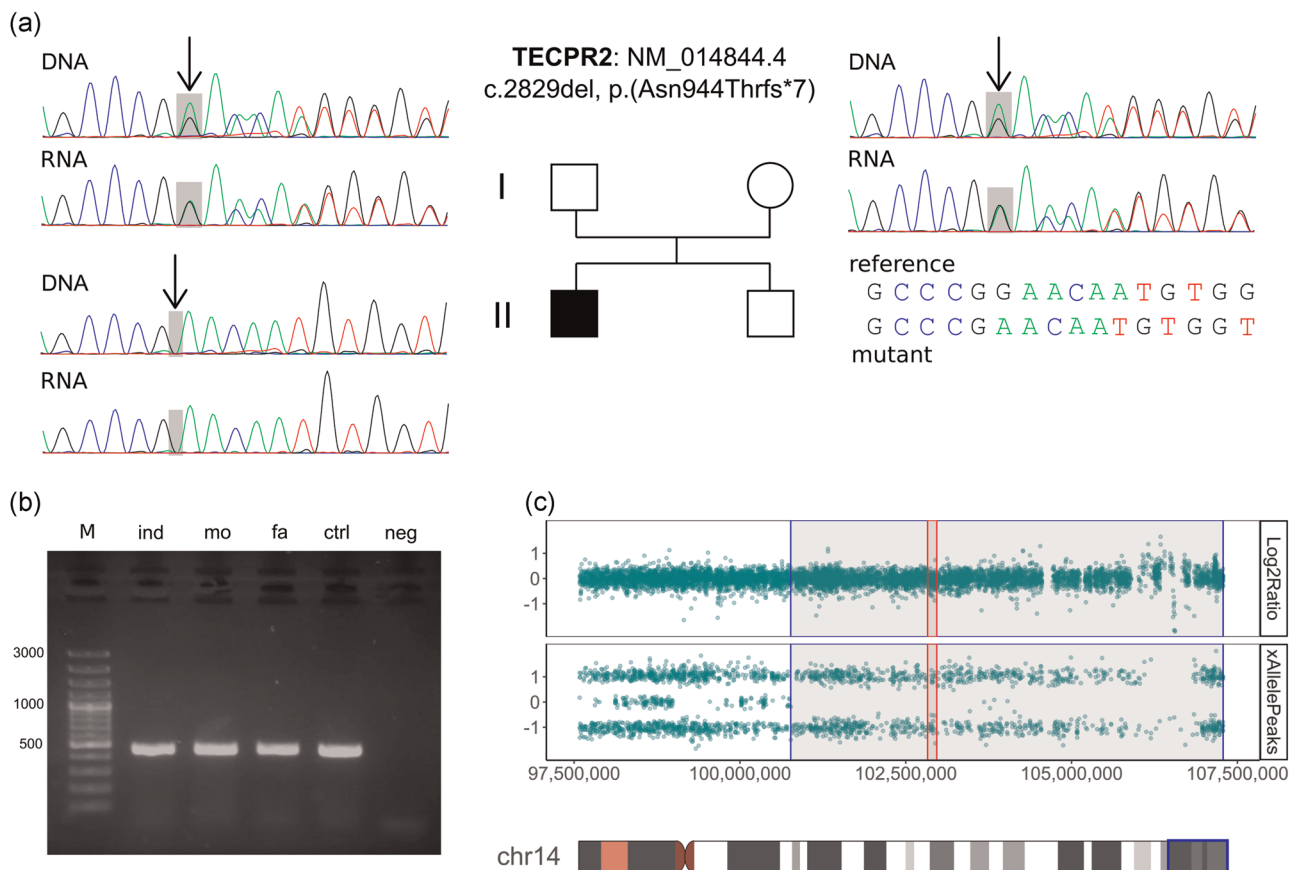 (a)
DNA
RNA
DNA
RNA
TECPR2: NM_014844.4
c.2829del, p.(Asn944Thrfs*7)
I
II
DNA
RNA
reference
G C C C G G A A C A A T G T G G
G C C C G A A C A A T G T G G T
mutant
(b)
M ind mo fa ctrl neg
3000
1000
500
(c)
1
0
-1
Log2Ratio
1
0
-1
xAllelePeaks
97,500,000 100,000,000 102,500,000 105,000,000 107,500,000
chr14